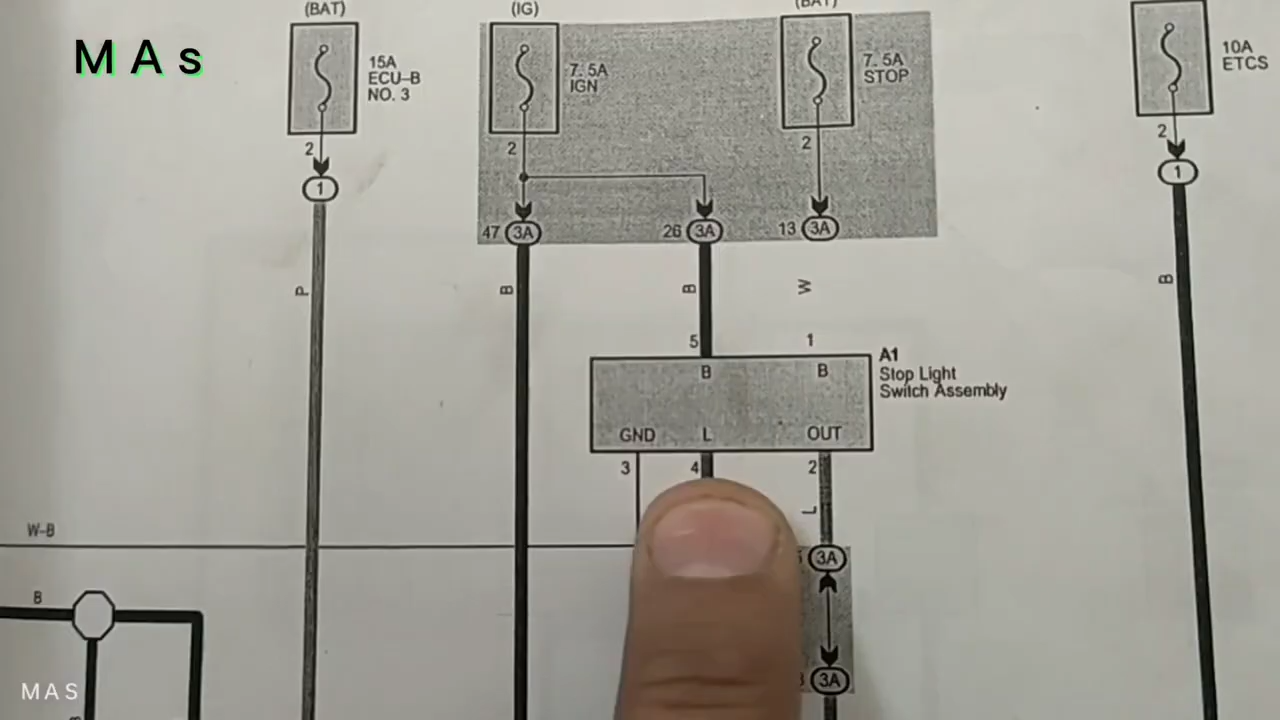 (BAT)
(IG)
(BAT)
M A s
15A
ECU-B
NO. 3
7. 5A
IGN
7. 5A
STOP
10A
ETCS
2
2
2
2
1
1
47 3A
26 3A
13 3A
P
B
B
W
B
5
1
A1
Stop Light
Switch Assembly
B
B
GND
L
OUT
3
4
2
L
W-B
3A
B
3A
M A S